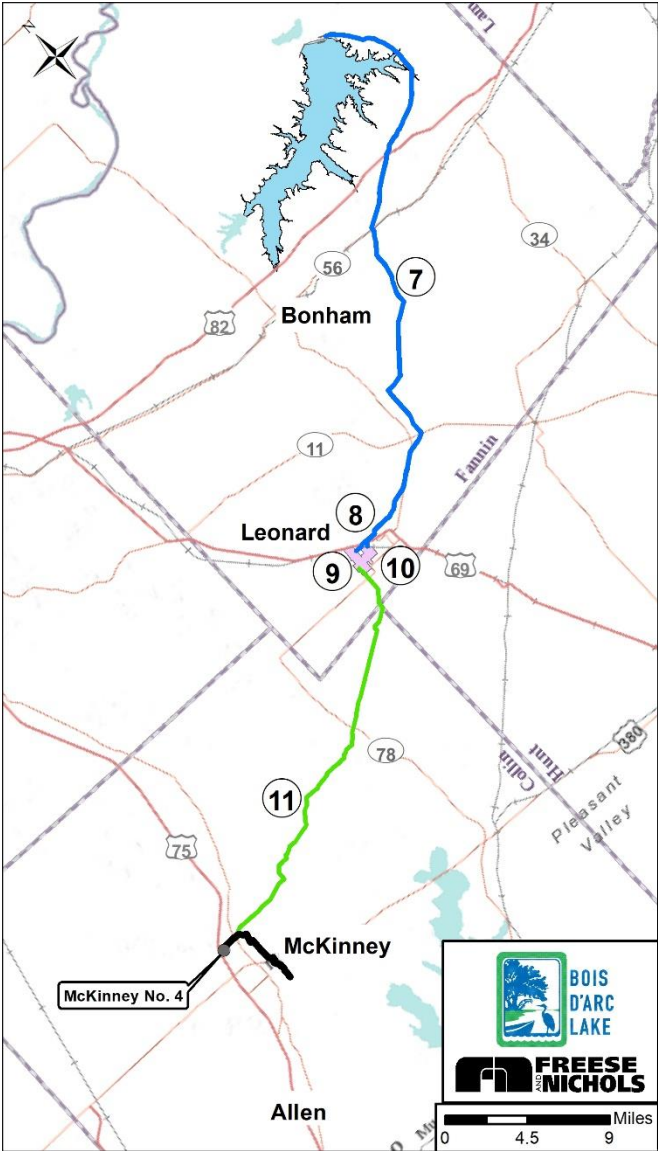 N
Lam
34
56
7
82
Bonham
11
Fannin
8
Leonard
9
10
69
380
Collin
Hunt
78
Pleasant
Valley
11
75
McKinney
McKinney No. 4
BOIS
D'ARC
LAKE
FREESE
AND
NICHOLS
Allen
Miles
0 4.5 9